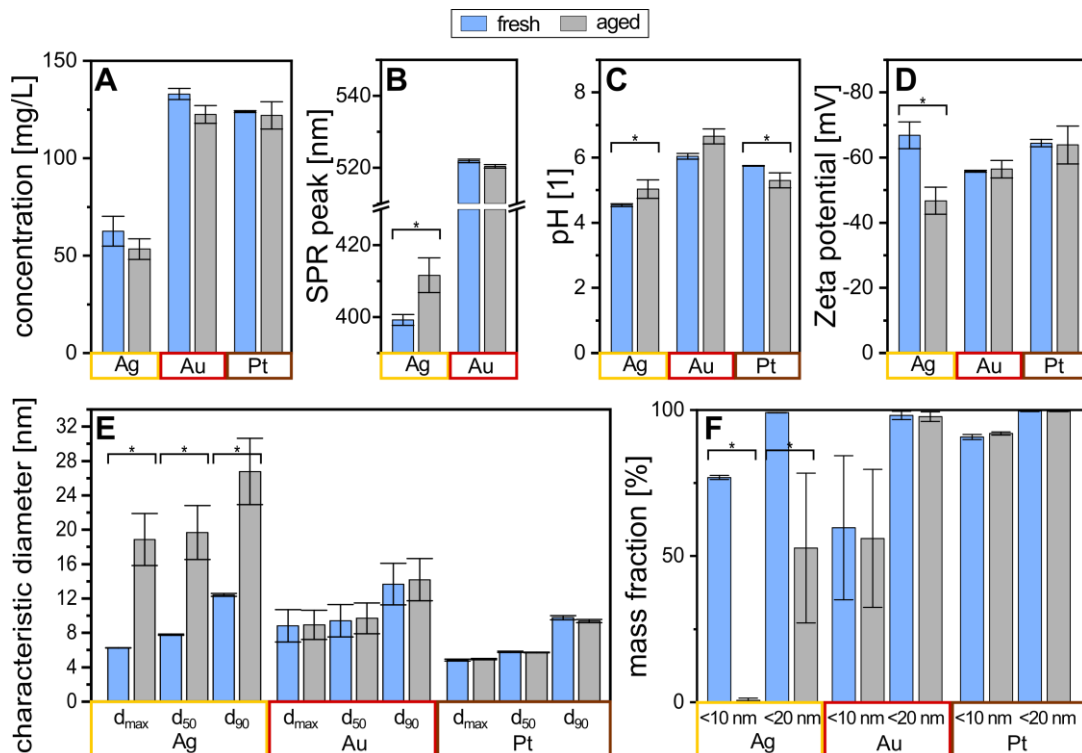 fresh aged
A
concentration [mg/L]
150
100
50
0
Ag Au Pt
B
SPR peak [nm]
540
520
420
400
*
Ag Au
C
pH [1]
8
6
4
2
0
* *
Ag Au Pt
D
Zeta potential [mV]
-80
-60
-40
-20
0
*
Ag Au Pt
E
characteristic diameter [nm]
32
28
24
20
16
12
8
4
0
* * *
dmax d50 d90 dmax d50 d90 dmax d50 d90
Ag Au Pt
F
mass fraction [%]
100
50
0
* *
<10 nm <20 nm <10 nm <20 nm <10 nm <20 nm
Ag Au Pt